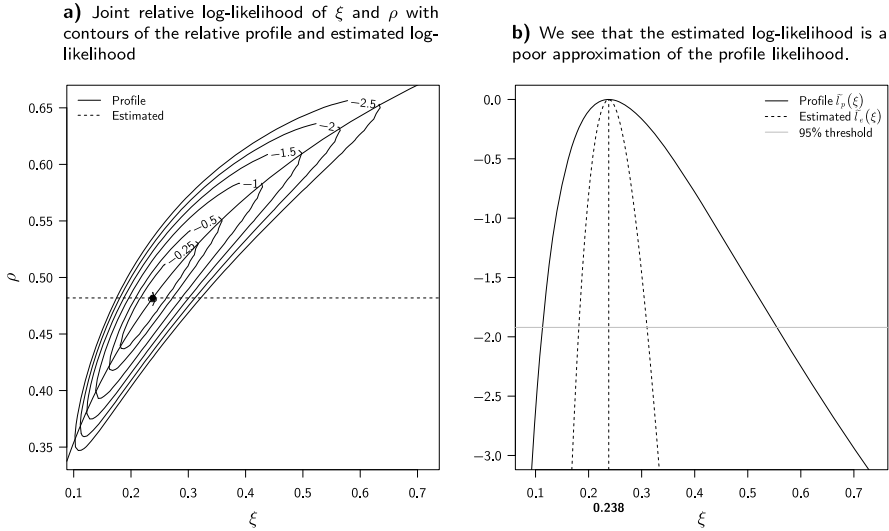 a) Joint relative log-likelihood of ξ and ρ with
contours of the relative profile and estimated log-
likelihood
Profile
Estimated
0.65
0.60
0.55
0.50
0.45
0.40
0.35
ρ
−2.5
−2
−1.5
−1
−0.5
−0.25
0.1 0.2 0.3 0.4 0.5 0.6 0.7
ξ
b) We see that the estimated log-likelihood is a
poor approximation of the profile likelihood.
Profile l̃p(ξ)
Estimated l̃e(ξ)
95% threshold
0.0
−0.5
−1.0
−1.5
−2.0
−2.5
−3.0
0.1 0.2 0.3 0.4 0.5 0.6 0.7
0.238
ξ